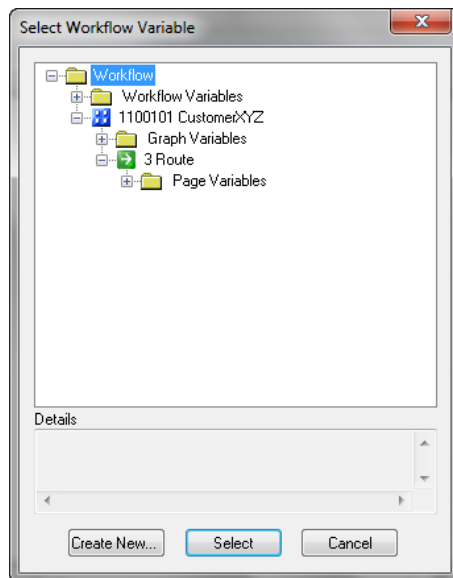 Select Workflow Variable
Workflow
Workflow Variables
1100101 CustomerXYZ
Graph Variables
3 Route
Page Variables
Details
Create New... Select Cancel